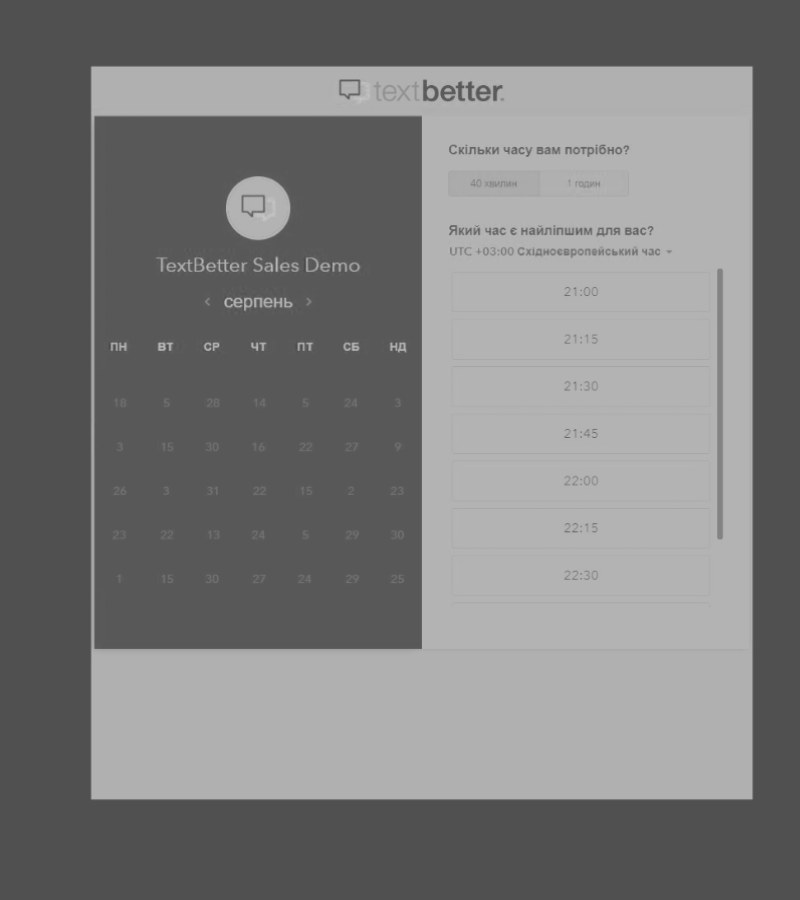 textbetter.
TextBetter Sales Demo
серпень
ПН ВТ СР ЧТ ПТ СБ НД
18 5 28 14 5 24 3
3 15 30 16 22 27 9
26 3 31 22 15 2 23
23 22 13 24 5 29 30
1 15 30 27 24 29 25
Скільки часу вам потрібно?
40 хвилин 1 годин
Який час є найліпшим для вас?
UTC +03:00 Східноєвропейський час
21:00
21:15
21:30
21:45
22:00
22:15
22:30